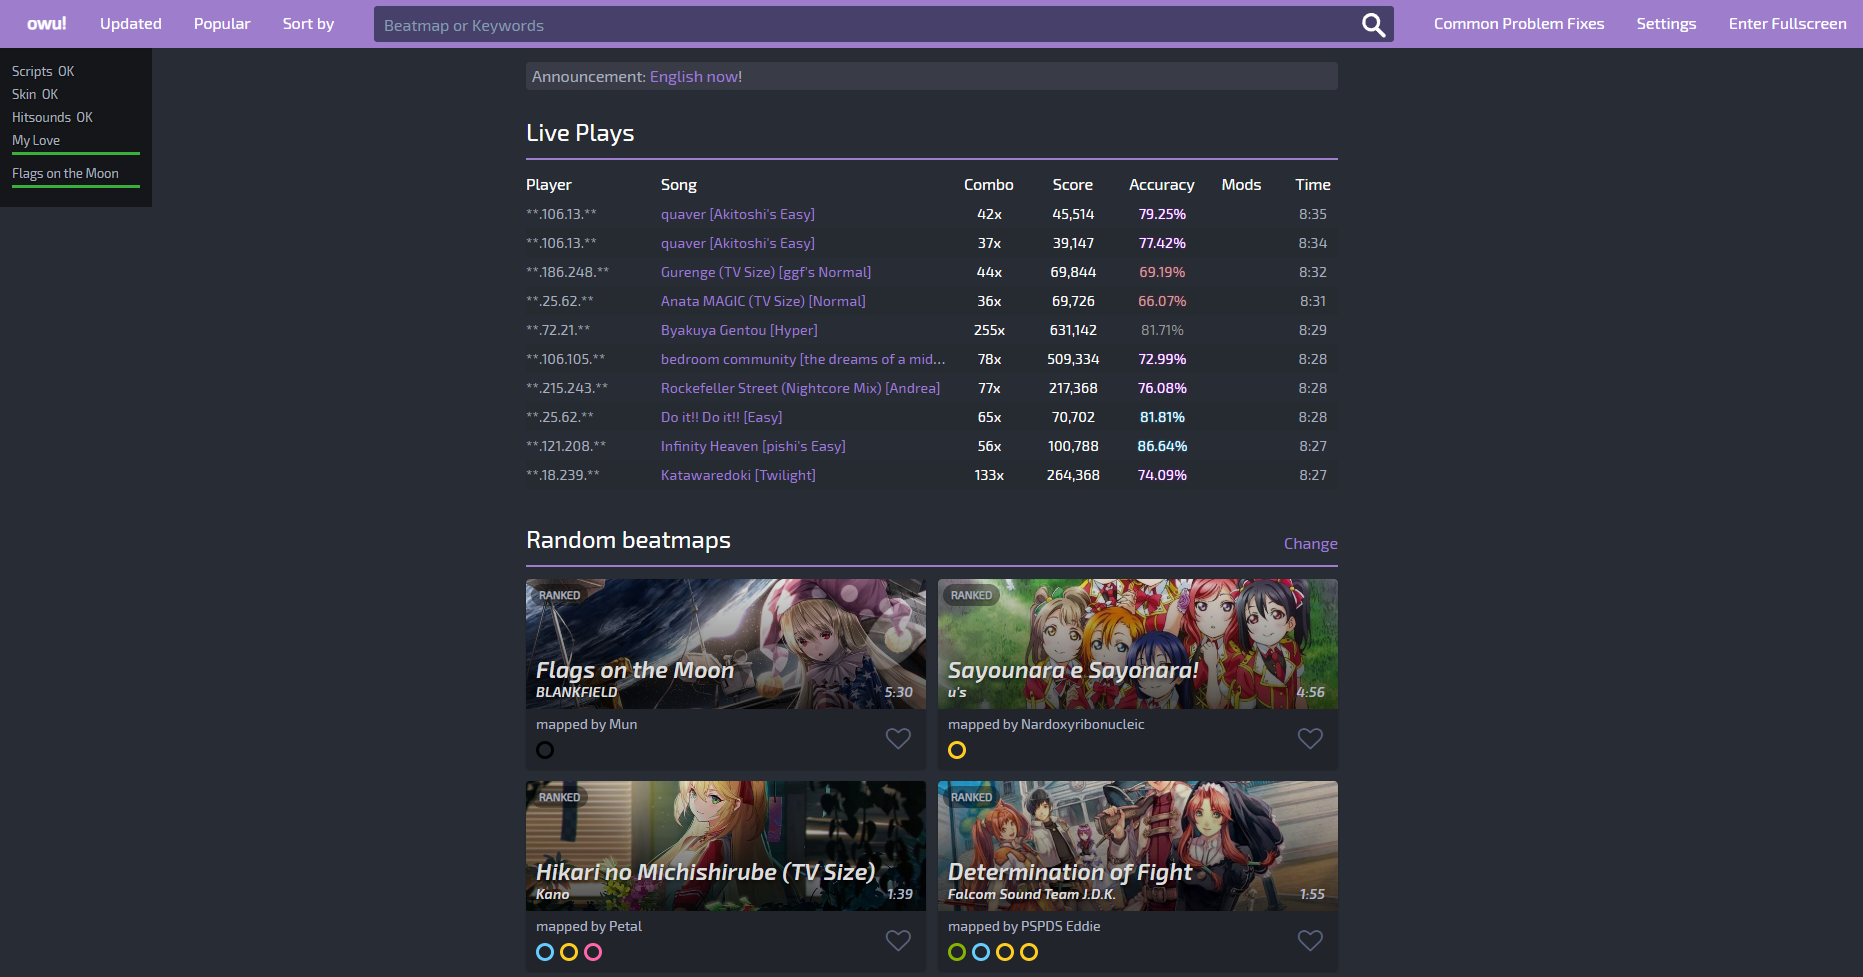 owu! Updated Popular Sort by Beatmap or Keywords Common Problem Fixes Settings Enter Fullscreen
Scripts OK
Skin OK
Hitsounds OK
My Love
Flags on the Moon
Announcement: English now!
Live Plays
Player Song Combo Score Accuracy Mods Time
**.106.13.** quaver [Akitoshi's Easy] 42x 45,514 79.25% 8:35
**.106.13.** quaver [Akitoshi's Easy] 37x 39,147 77.42% 8:34
**.186.248.** Gurenge (TV Size) [ggf's Normal] 44x 69,844 69.19% 8:32
**.25.62.** Anata MAGIC (TV Size) [Normal] 36x 69,726 66.07% 8:31
**.72.21.** Byakuya Gentou [Hyper] 255x 631,142 81.71% 8:29
**.106.105.** bedroom community [the dreams of a mid... 78x 509,334 72.99% 8:28
**.215.243.** Rockefeller Street (Nightcore Mix) [Andrea] 77x 217,368 76.08% 8:28
**.25.62.** Do it!! Do it!! [Easy] 65x 70,702 81.81% 8:28
**.121.208.** Infinity Heaven [pishi's Easy] 56x 100,788 86.64% 8:27
**.18.239.** Katawaredoki [Twilight] 133x 264,368 74.09% 8:27
Random beatmaps Change
RANKED
Flags on the Moon
BLANKFIELD 5:30
mapped by Mun
RANKED
Sayounara e Sayonara!
u's 4:56
mapped by Nardoxyribonucleic
RANKED
Hikari no Michishirube (TV Size)
Kano 1:39
mapped by Petal
RANKED
Determination of Fight
Falcom Sound Team J.D.K. 1:55
mapped by PSPDS Eddie